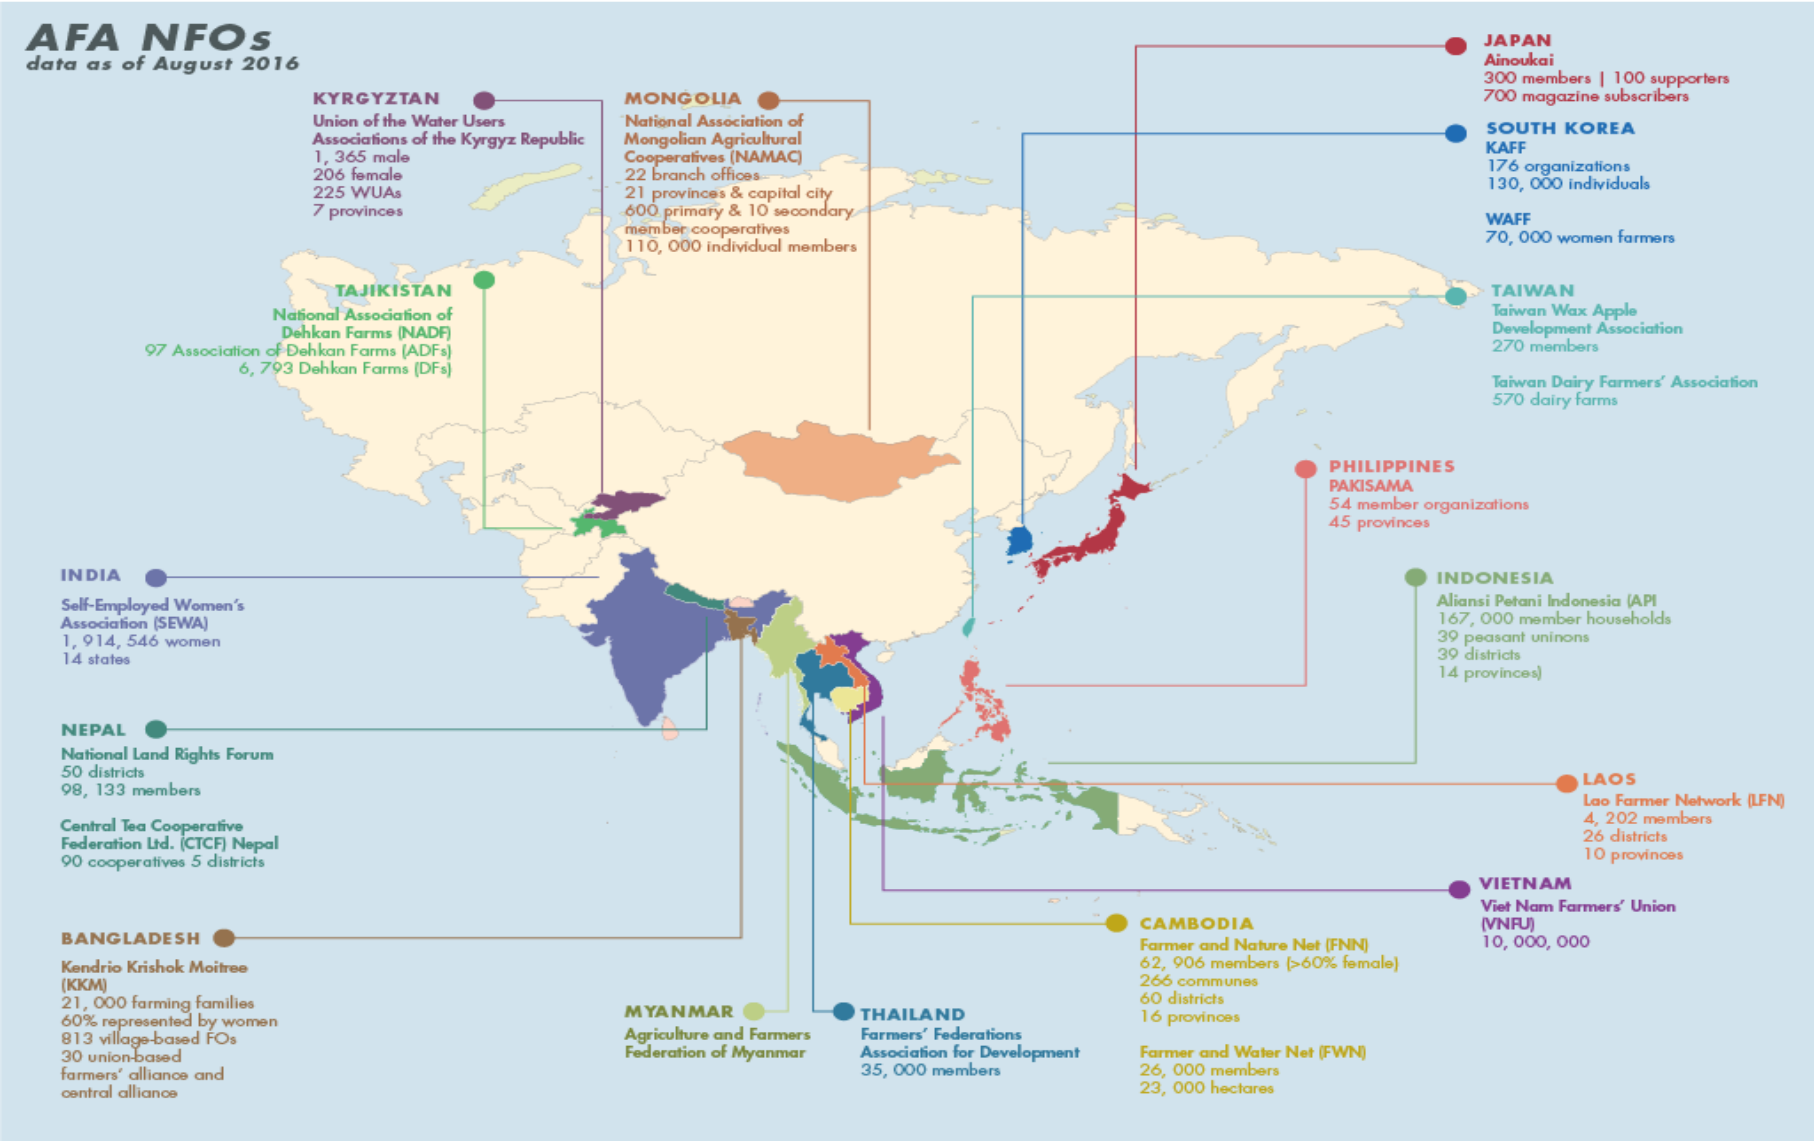 AFA NFOs
data as of August 2016
KYRGYZTAN
Union of the Water Users
Associations of the Kyrgyz Republic
1, 365 male
206 female
225 WUAs
7 provinces
MONGOLIA
National Association of
Mongolian Agricultural
Cooperatives (NAMAC)
22 branch offices
21 provinces & capital city
600 primary & 10 secondary
member cooperatives
110, 000 individual members
JAPAN
Ainoukai
300 members | 100 supporters
700 magazine subscribers
SOUTH KOREA
KAFF
176 organizations
130, 000 individuals
WAFF
70, 000 women farmers
TAJIKISTAN
National Association of
Dehkan Farms (NADF)
97 Association of Dehkan Farms (ADFs)
6, 793 Dehkan Farms (DFs)
TAIWAN
Taiwan Wax Apple
Development Association
270 members
Taiwan Dairy Farmers' Association
570 dairy farms
PHILIPPINES
PAKISAMA
54 member organizations
45 provinces
INDIA
Self-Employed Women's
Association (SEWA)
1, 914, 546 women
14 states
INDONESIA
Aliansi Petani Indonesia (API
167, 000 member households
39 peasant uninons
39 districts
14 provinces)
NEPAL
National Land Rights Forum
50 districts
98, 133 members
Central Tea Cooperative
Federation Ltd. (CTCF) Nepal
90 cooperatives 5 districts
LAOS
Lao Farmer Network (LFN)
4, 202 members
26 districts
10 provinces
VIETNAM
Viet Nam Farmers' Union
(VNFU)
10, 000, 000
BANGLADESH
Kendrio Krishok Moitree
(KKM)
21, 000 farming families
60% represented by women
813 village-based FOs
30 union-based
farmers' alliance and
central alliance
MYANMAR
Agriculture and Farmers
Federation of Myanmar
THAILAND
Farmers' Federations
Association for Development
35, 000 members
CAMBODIA
Farmer and Nature Net (FNN)
62, 906 members (>60% female)
266 communes
60 districts
16 provinces
Farmer and Water Net (FWN)
26, 000 members
23, 000 hectares